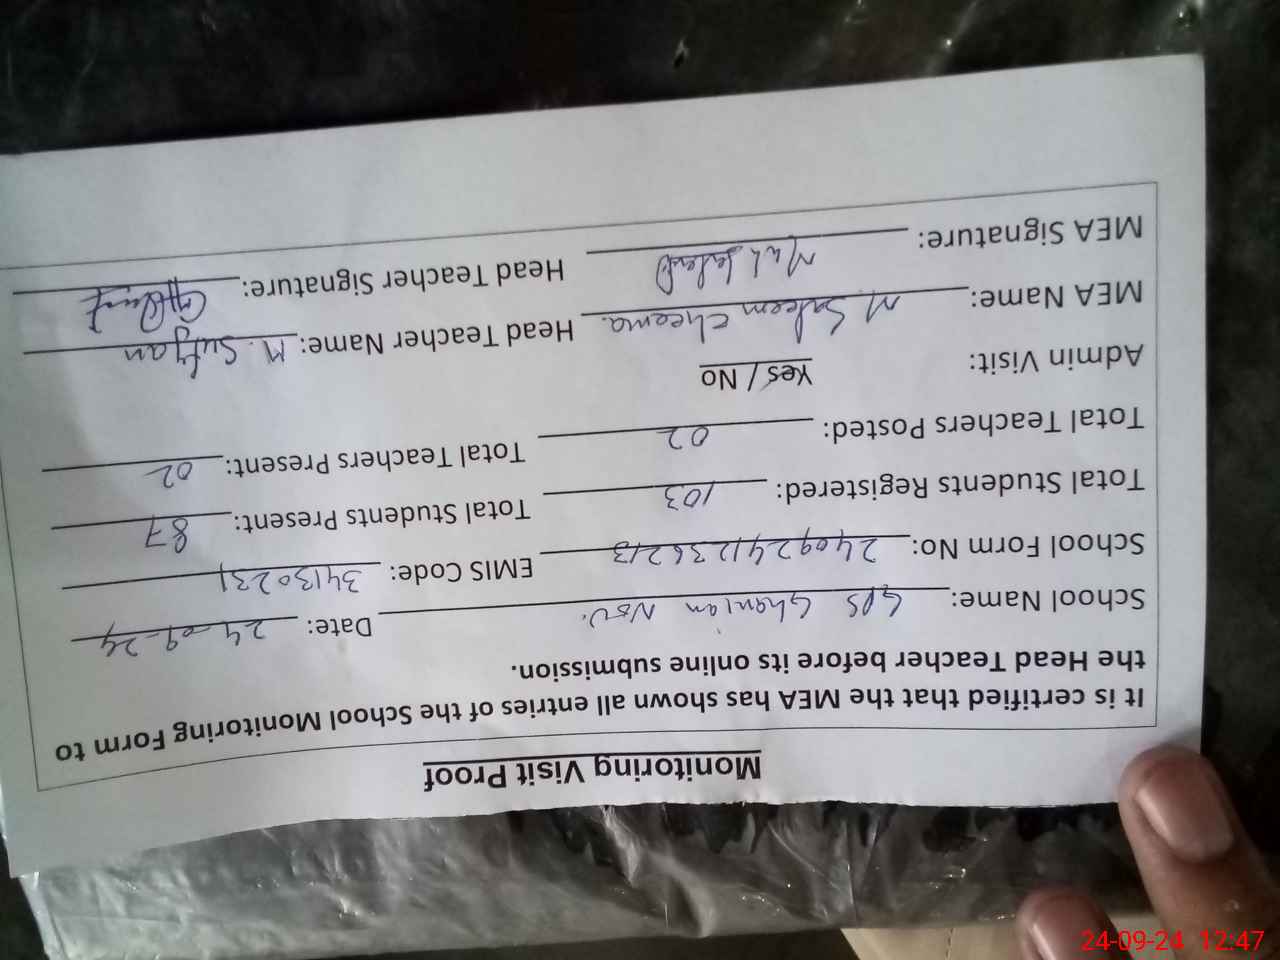 Monitoring Visit Proof
It is certified that the MEA has shown all entries of the School Monitoring Form to
the Head Teacher before its online submission.
School Name: GPS Ghanian Nou. Date: 24-09-24
School Form No: 2409241236213 EMIS Code: 34130231
Total Students Registered: 103 Total Students Present: 87
Total Teachers Posted: 02 Total Teachers Present: 02
Admin Visit: Yes / No
MEA Name: M. Saleem Cheema. Head Teacher Name: M. Sufyan
MEA Signature: Head Teacher Signature:
24-09-24 12:47